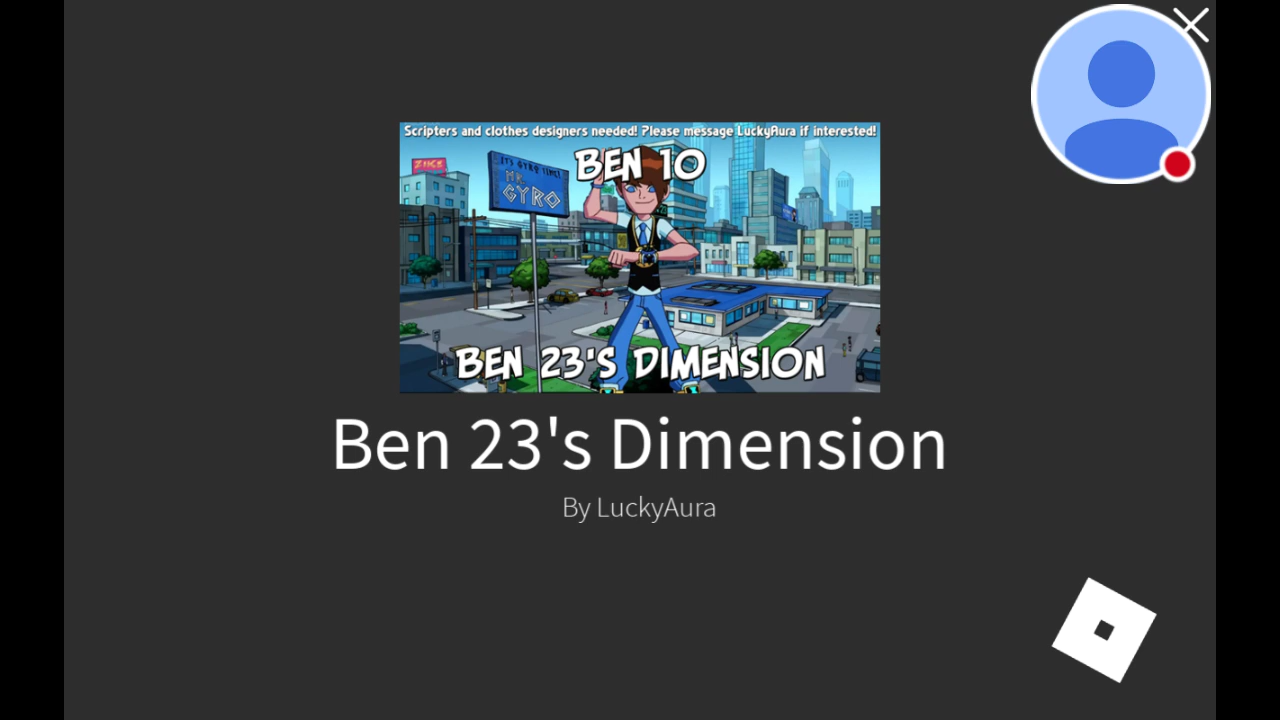 Scripters and clothes designers needed! Please message LuckyAura if interested!
BEN 10
IT'S GYRO TIME!
MR.
GYRO
BEN 23'S DIMENSION
Ben 23's Dimension
By LuckyAura